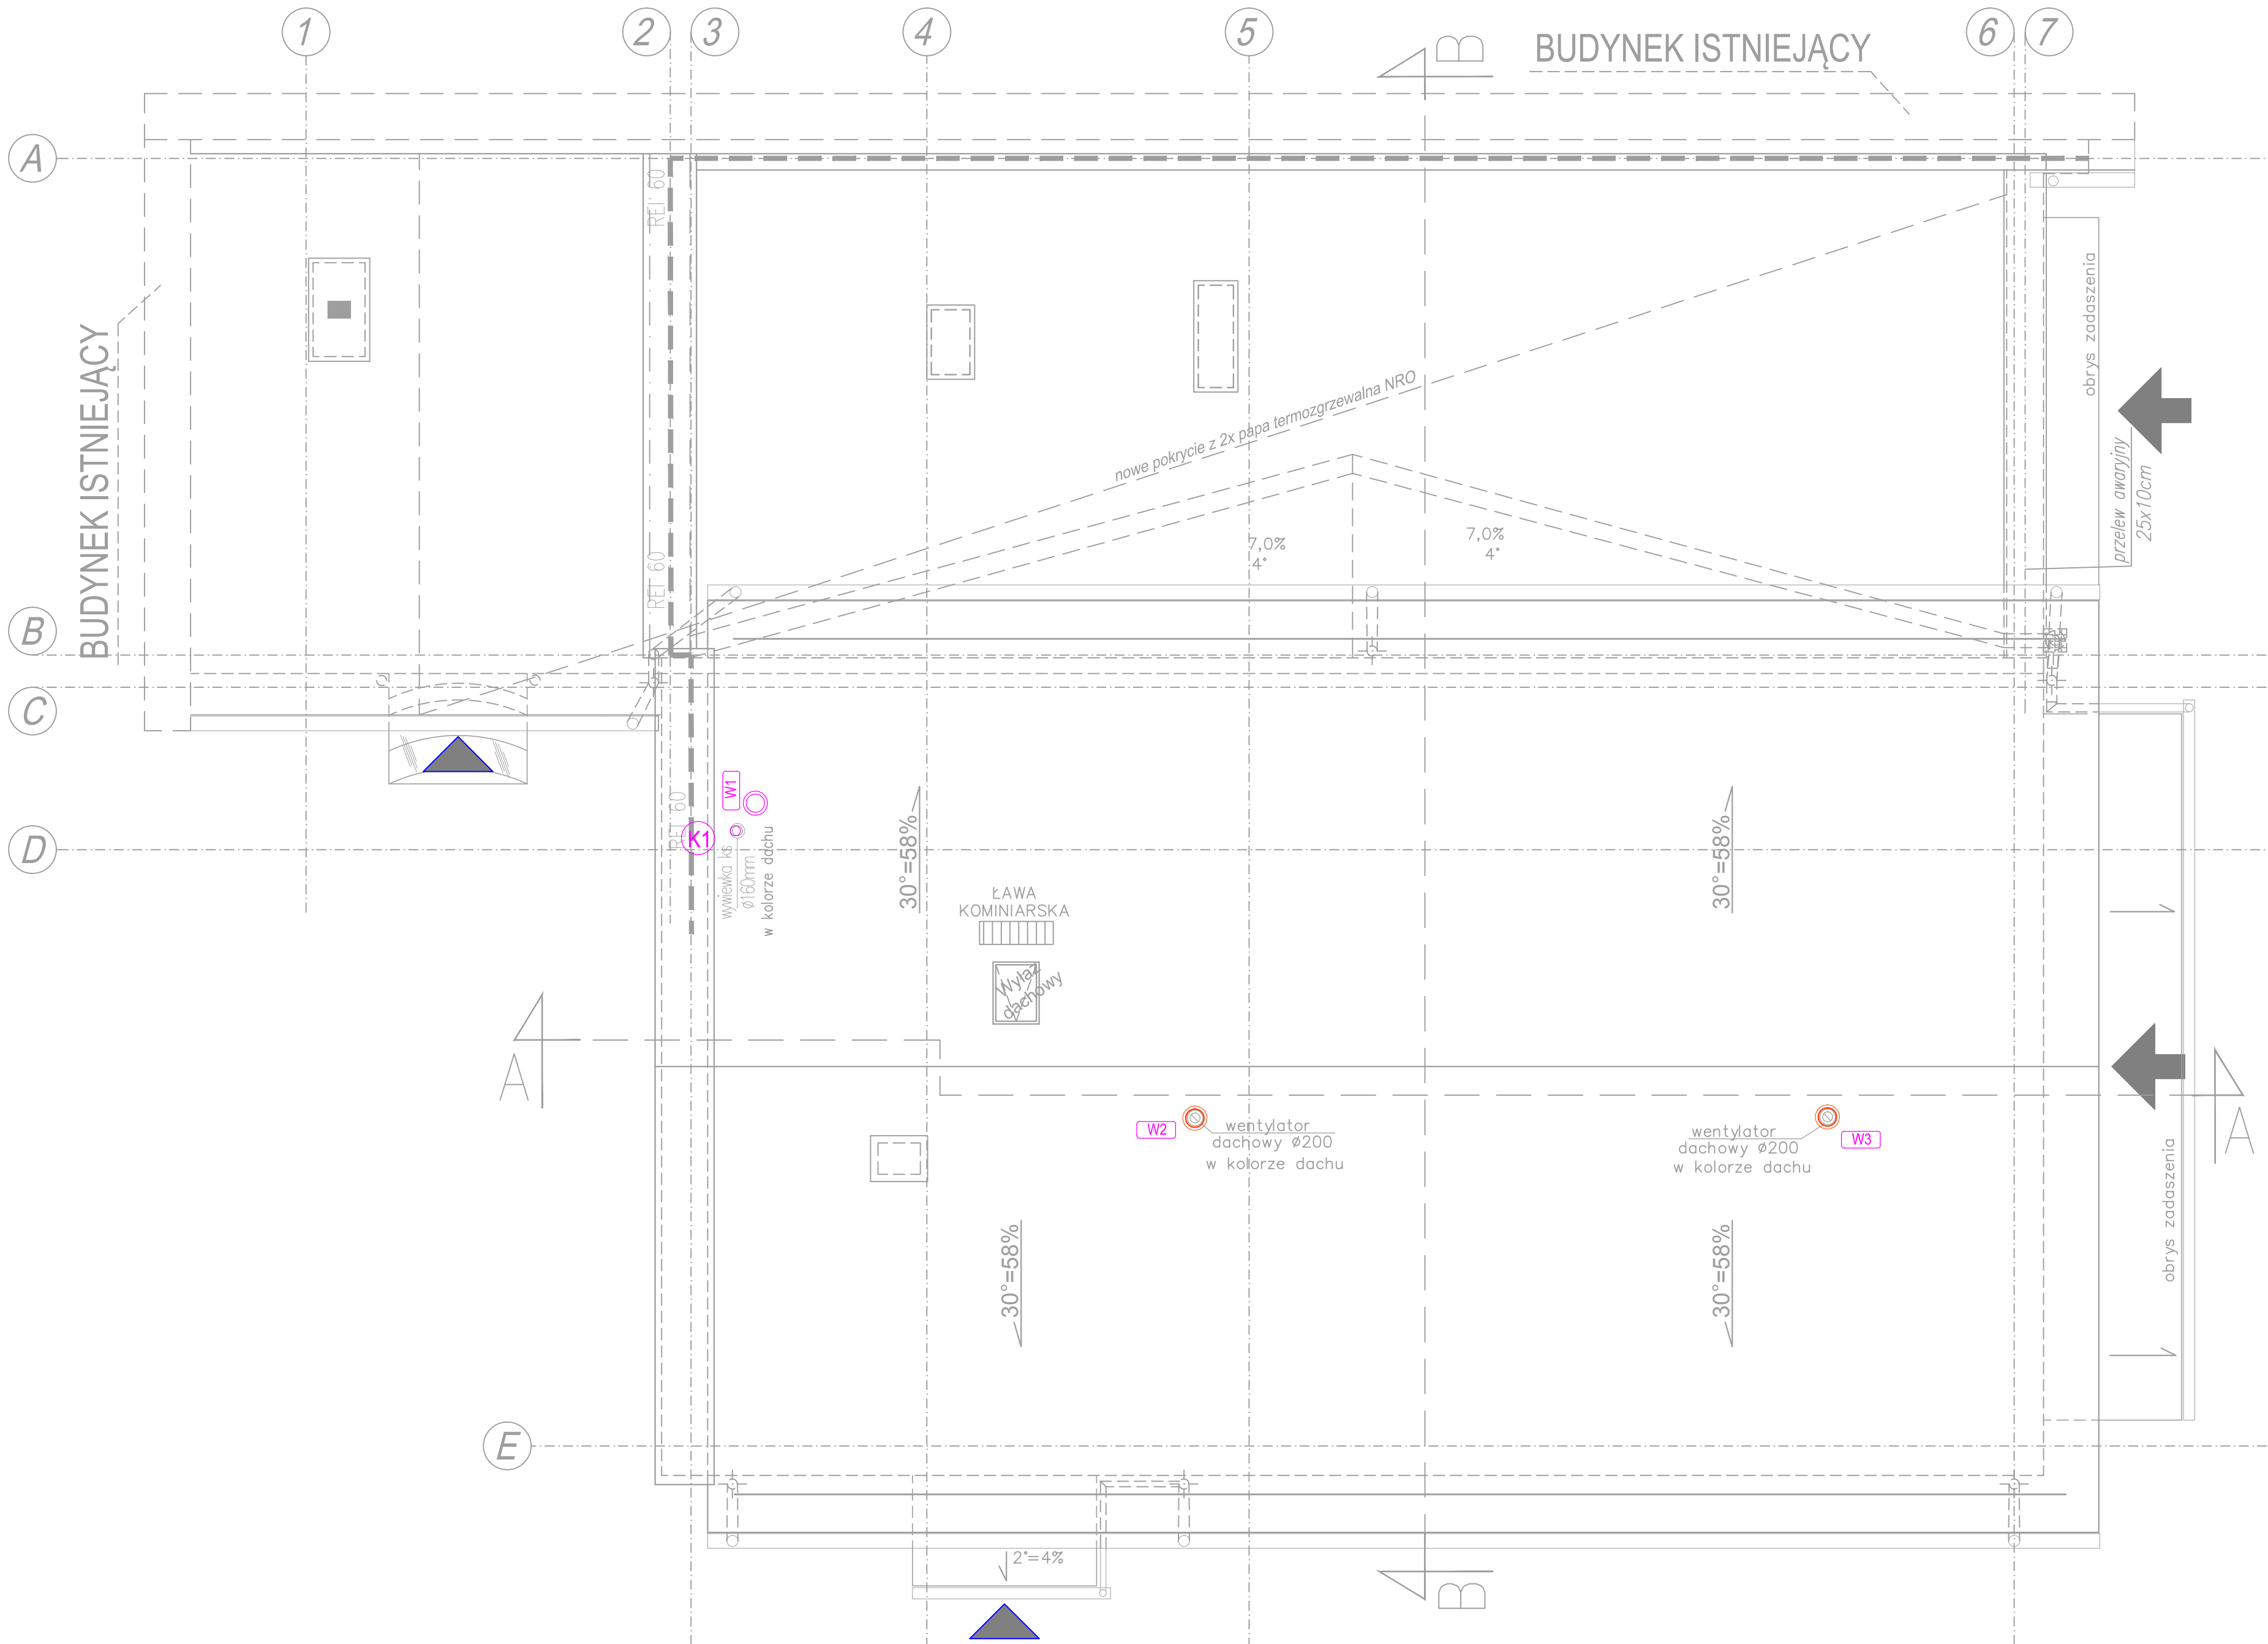 1
2
3
4
5
6
7
B
BUDYNEK ISTNIEJĄCY
A
REI 60
obrys zadaszenia
BUDYNEK ISTNIEJĄCY
nowe pokrycie z 2x papa termozgrzewalna NRO
przelew awaryjny
25x10cm
7,0%
4°
7,0%
4°
REI 60
B
C
W1
REI 60
K1
D
wywiewka ks
ø160mm
w kolorze dachu
30°=58%
30°=58%
ŁAWA
KOMINIARSKA
Wyłaz
dachowy
A
W2
wentylator
dachowy ø200
w kolorze dachu
wentylator
dachowy ø200
w kolorze dachu
W3
A
obrys zadaszenia
30°=58%
30°=58%
E
2°=4%
B